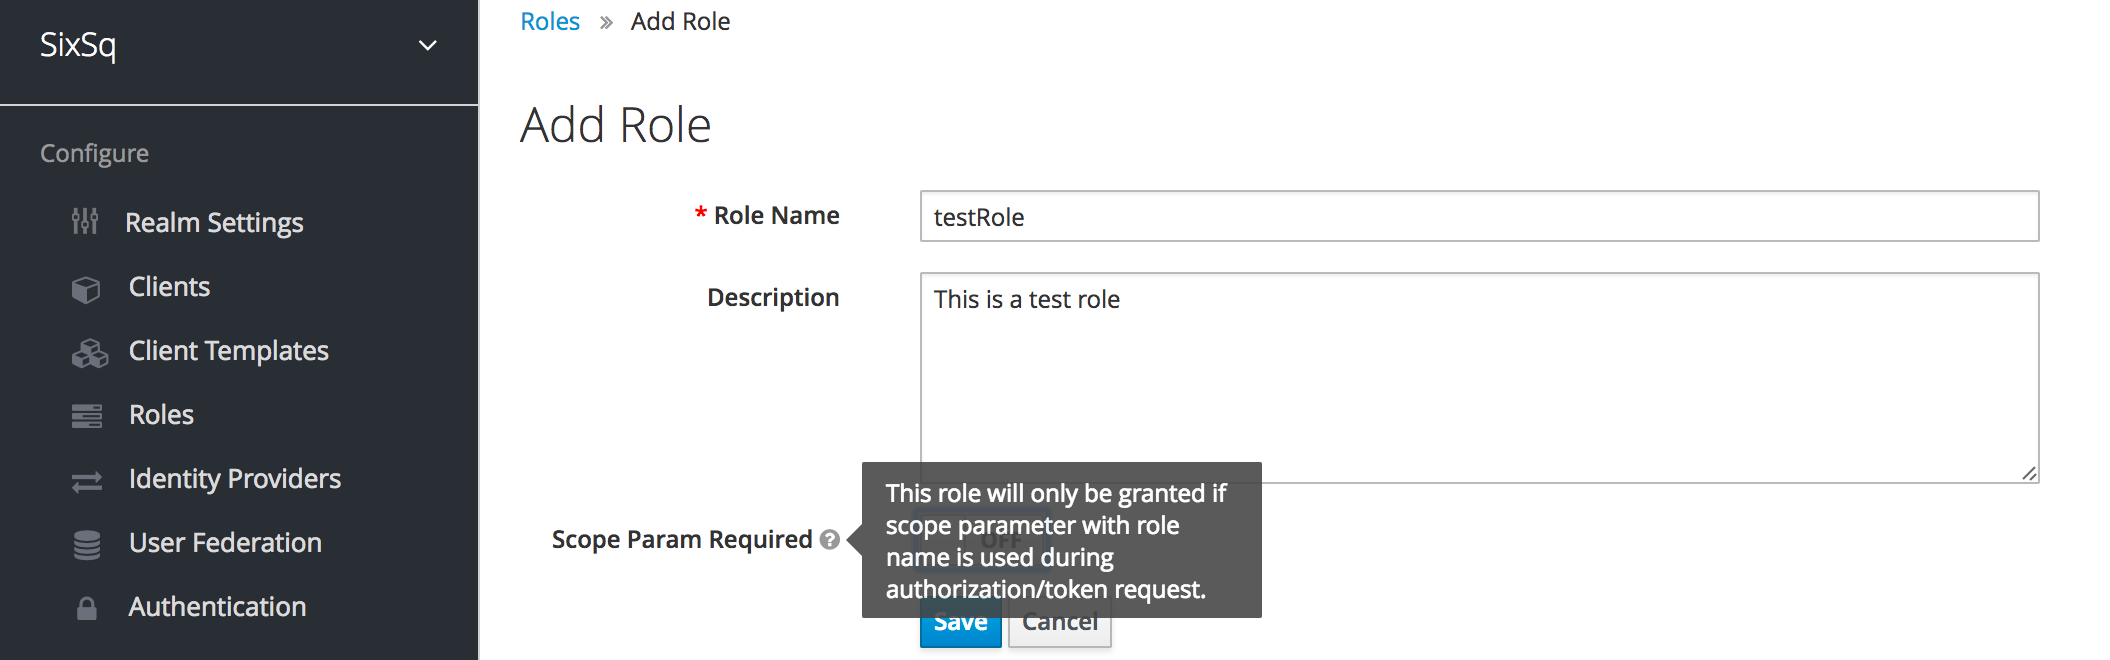 SixSq
Configure
Realm Settings
Clients
Client Templates
Roles
Identity Providers
User Federation
Authentication
Roles » Add Role
Add Role
* Role Name
testRole
Description
This is a test role
Scope Param Required
This role will only be granted if
scope parameter with role
name is used during
authorization/token request.
OFF
Save
Cancel